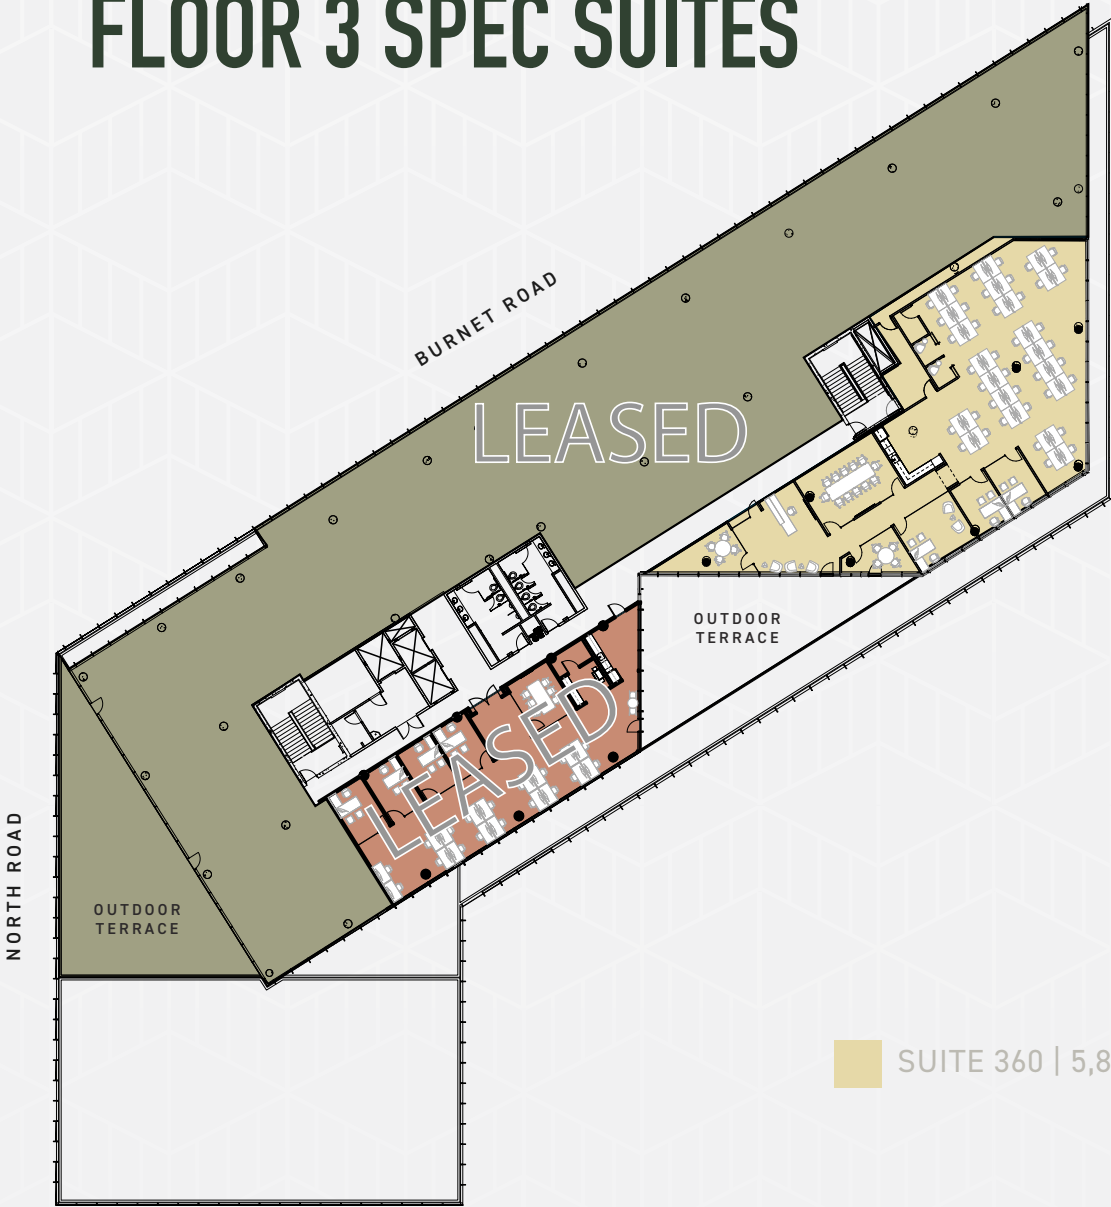 FLOOR 3 SPEC SUITES
BURNET ROAD
LEASED
OUTDOOR
TERRACE
LEASED
NORTH ROAD
OUTDOOR
TERRACE
SUITE 360 | 5,8